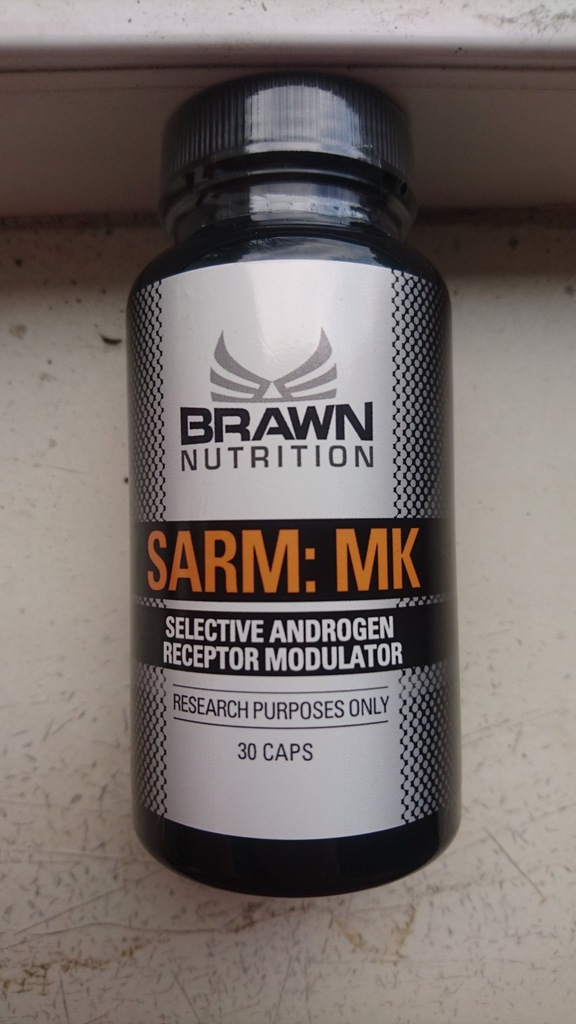 BRAWN
NUTRITION
SARM: MK
SELECTIVE ANDROGEN
RECEPTOR MODULATOR
RESEARCH PURPOSES ONLY
30 CAPS